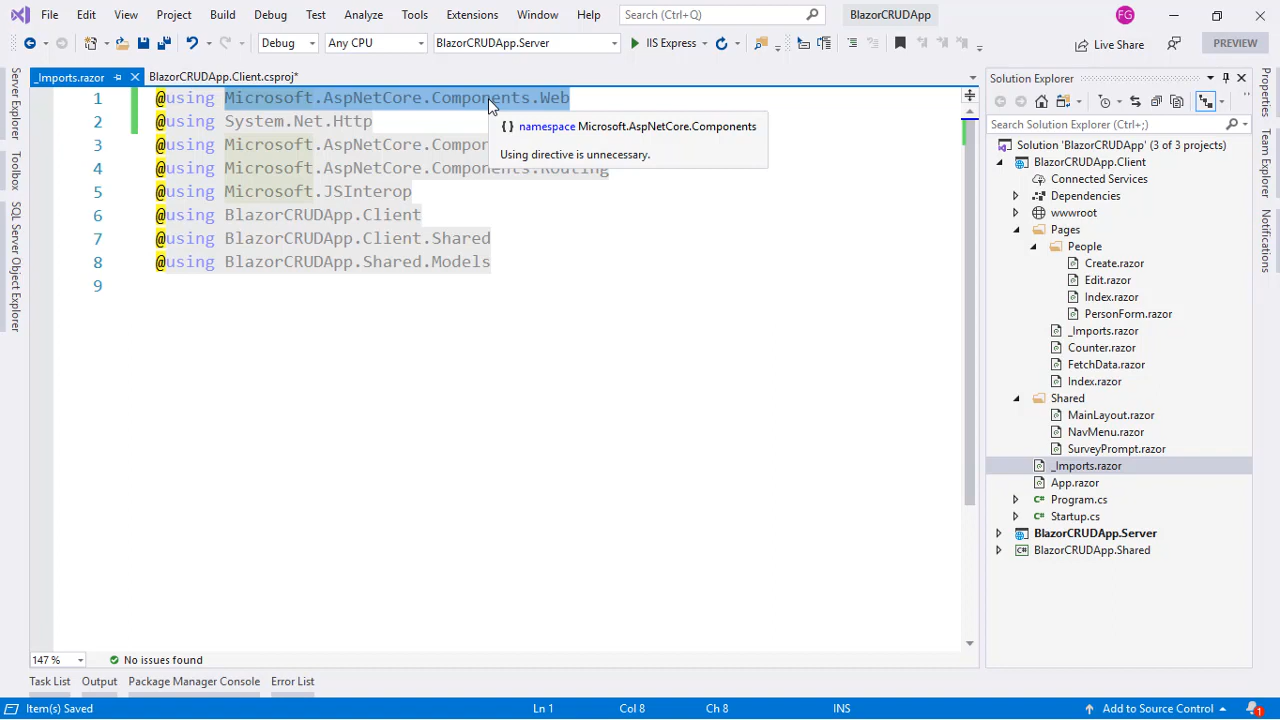 File Edit View Project Build Debug Test Analyze Tools Extensions Window Help Search (Ctrl+Q) BlazorCRUDApp FG
Debug Any CPU BlazorCRUDApp.Server IIS Express Live Share PREVIEW
_Imports.razor BlazorCRUDApp.Client.csproj*
Server Explorer
Toolbox
SQL Server Object Explorer
1 @using Microsoft.AspNetCore.Components.Web
2 @using System.Net.Http
3 @using Microsoft.AspNetCore.Compon
4 @using Microsoft.AspNetCore.Components.Routing
5 @using Microsoft.JSInterop
6 @using BlazorCRUDApp.Client
7 @using BlazorCRUDApp.Client.Shared
8 @using BlazorCRUDApp.Shared.Models
9
{ } namespace Microsoft.AspNetCore.Components
Using directive is unnecessary.
147 % No issues found
Task List Output Package Manager Console Error List
Solution Explorer
Search Solution Explorer (Ctrl+;)
Solution 'BlazorCRUDApp' (3 of 3 projects)
BlazorCRUDApp.Client
Connected Services
Dependencies
wwwroot
Pages
People
Create.razor
Edit.razor
Index.razor
PersonForm.razor
_Imports.razor
Counter.razor
FetchData.razor
Index.razor
Shared
MainLayout.razor
NavMenu.razor
SurveyPrompt.razor
_Imports.razor
App.razor
C# Program.cs
C# Startup.cs
BlazorCRUDApp.Server
C# BlazorCRUDApp.Shared
Notifications
Team Explorer
Properties
Item(s) Saved Ln 1 Col 8 Ch 8 INS Add to Source Control 1